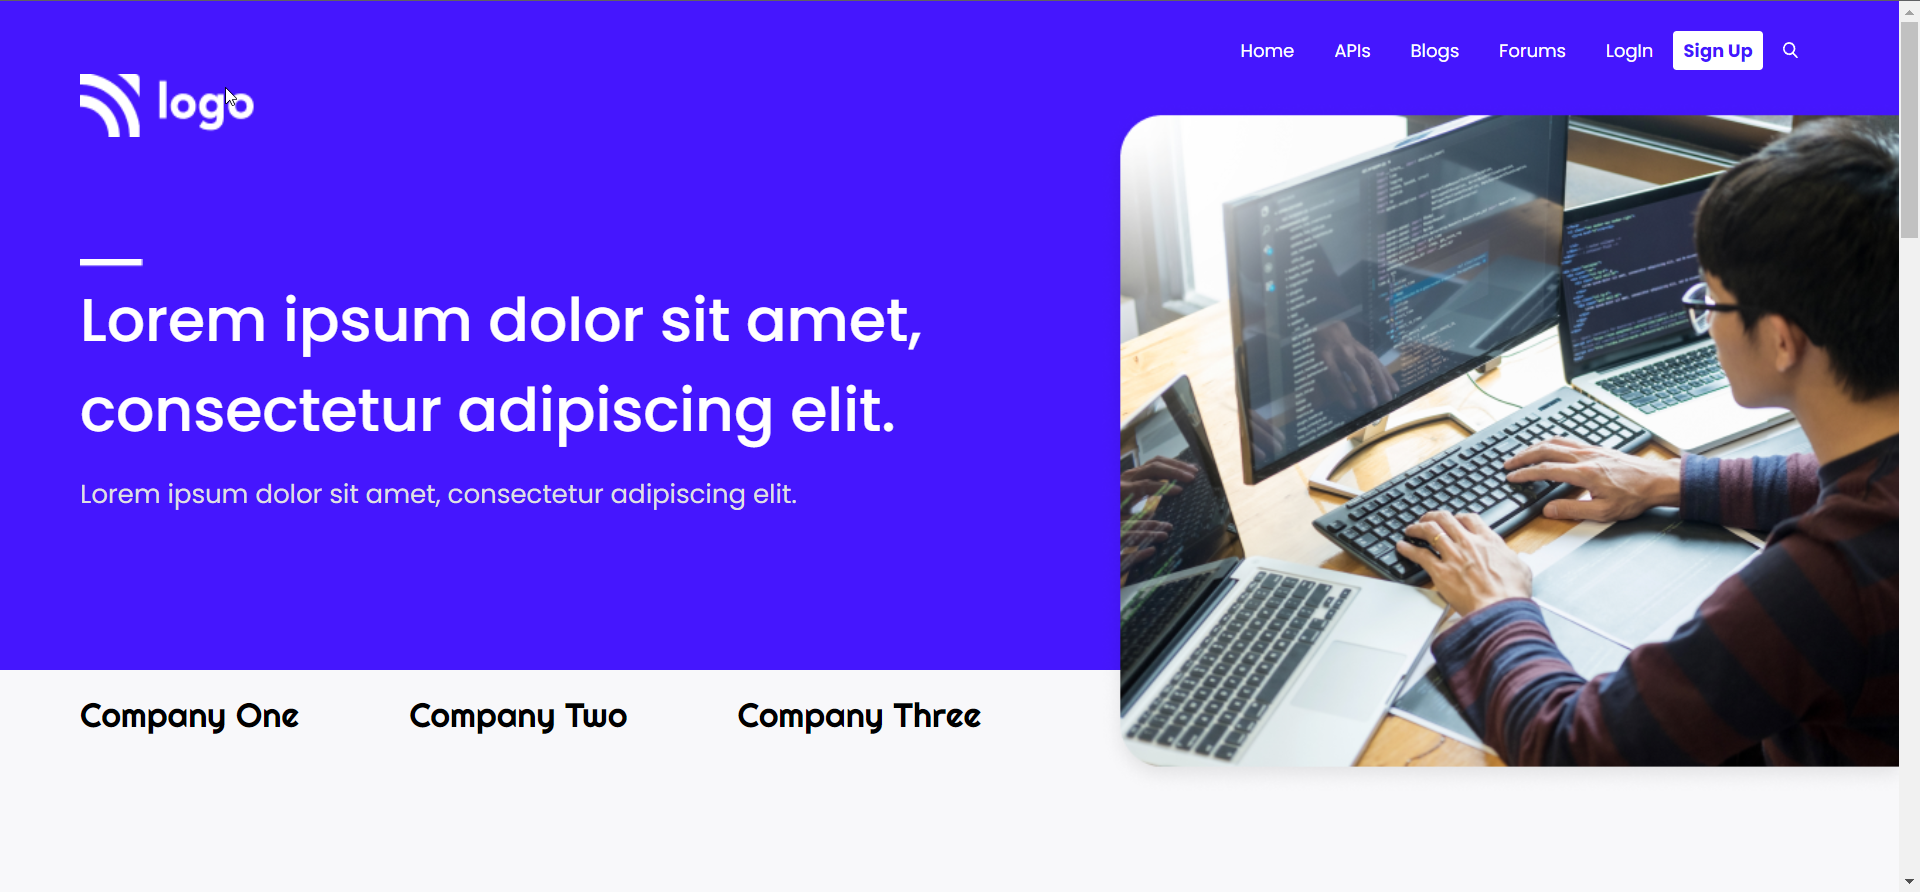 Home APIs Blogs Forums LogIn Sign Up
logo
Lorem ipsum dolor sit amet,
consectetur adipiscing elit.
Lorem ipsum dolor sit amet, consectetur adipiscing elit.
Company One Company Two Company Three